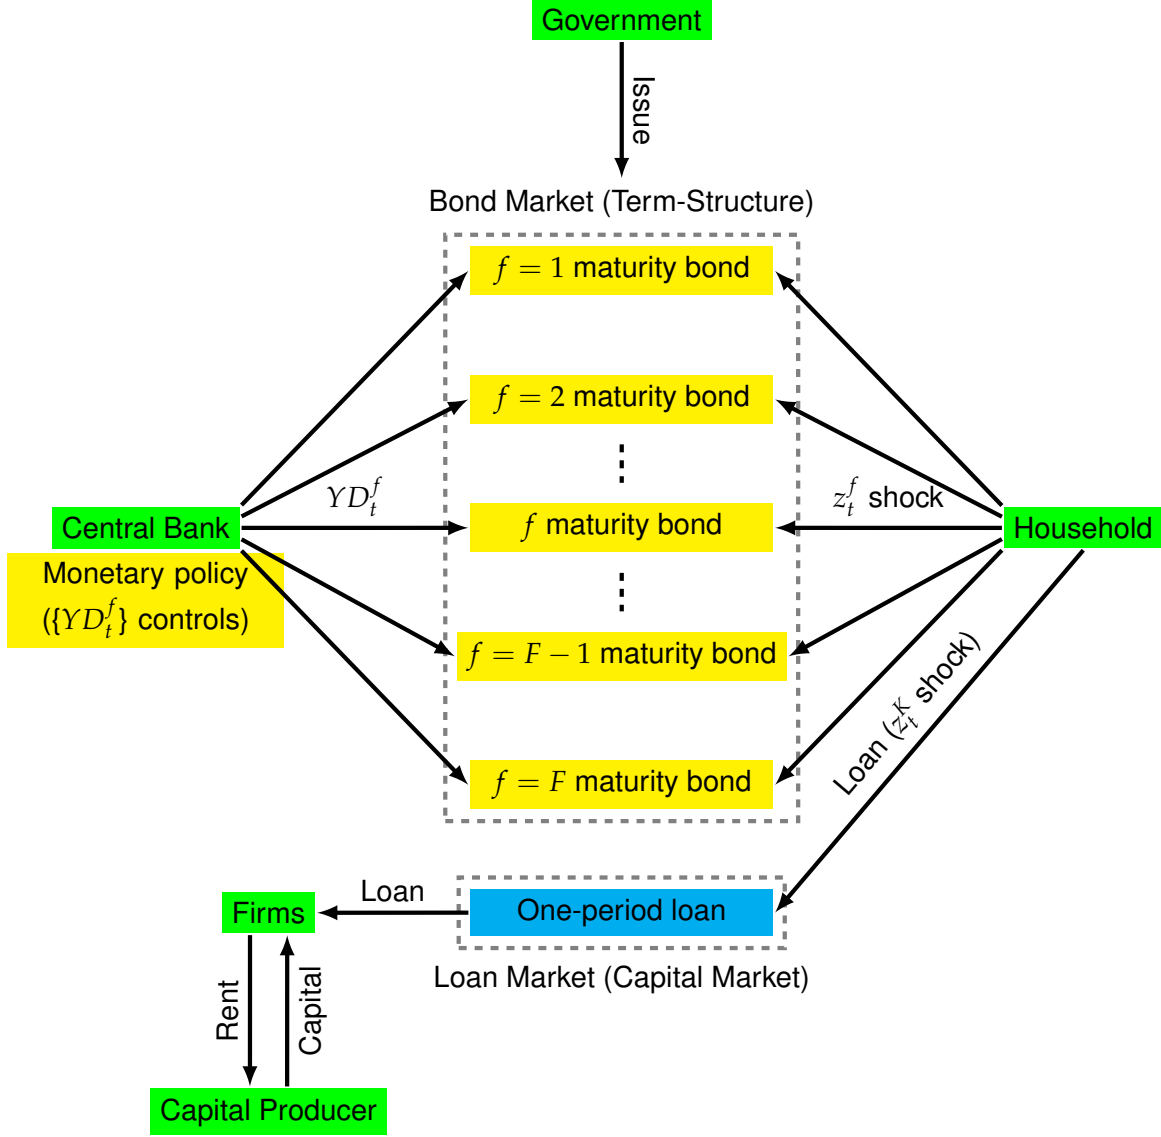 Government
Issue
Bond Market (Term-Structure)
f = 1 maturity bond
f = 2 maturity bond
YD_t^f
z_t^f shock
Central Bank
f maturity bond
Household
Monetary policy
({YD_t^f} controls)
f = F − 1 maturity bond
Loan (z_t^K shock)
f = F maturity bond
Loan
Firms
One-period loan
Loan Market (Capital Market)
Rent
Capital
Capital Producer